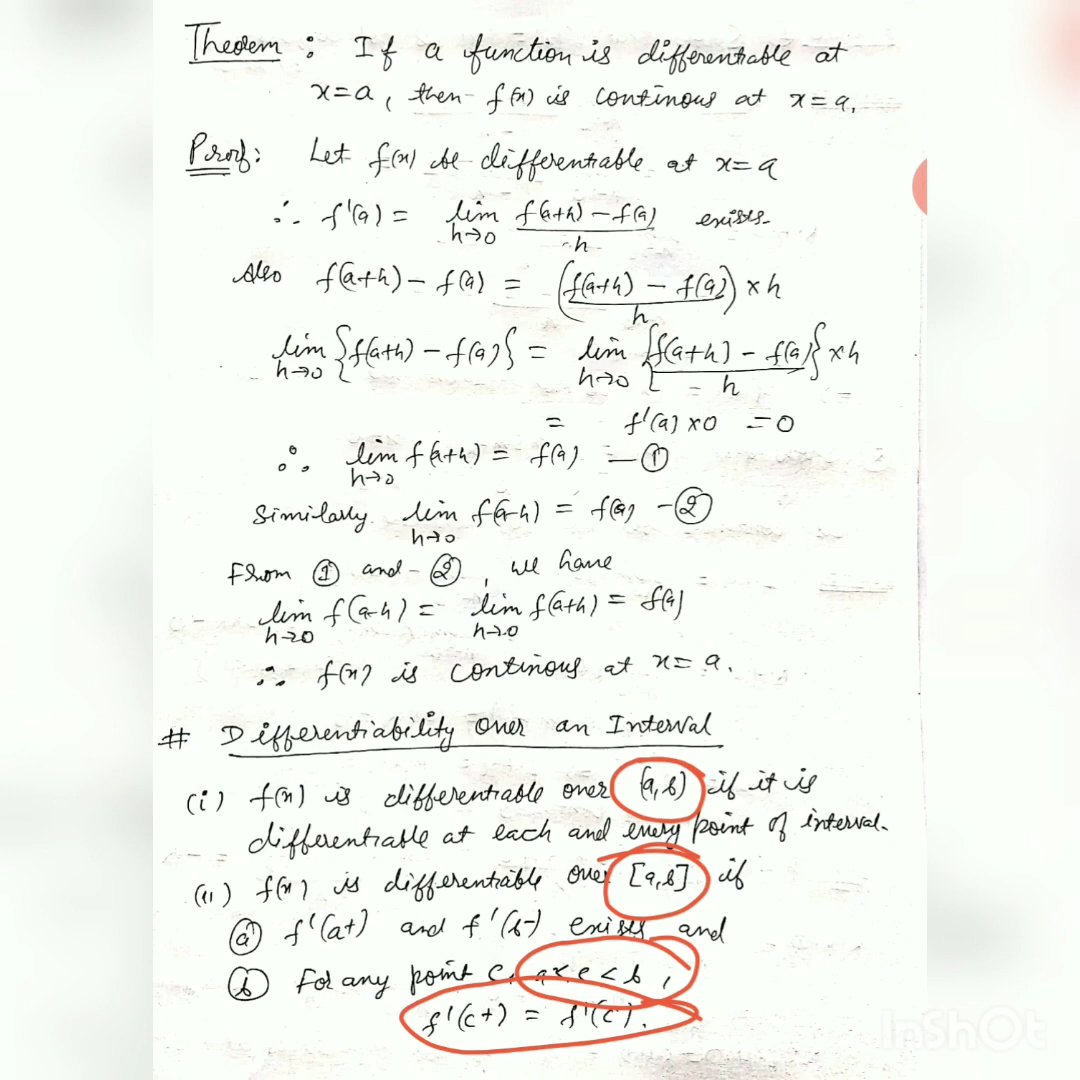 Theorem : If a function is differentiable at
x=a, then f(x) is continous at x=a.
Proof: Let f(x) be differentiable at x=a
∴ f'(a) = lim h→0 f(a+h) - f(a) / h exists.
Also f(a+h) - f(a) = (f(a+h) - f(a) / h) × h
lim h→0 {f(a+h) - f(a)} = lim h→0 {f(a+h) - f(a) / h} × h
= f'(a) × 0 = 0
∴ lim h→0 f(a+h) = f(a) — ①
Similarly lim h→0 f(a-h) = f(a) - ②
From ① and ②, we have
lim h→0 f(a-h) = lim h→0 f(a+h) = f(a)
∴ f(x) is continous at x=a.
# Differentiability over an Interval
(i) f(x) is differentiable over (a,b) if it is
differentiable at each and every point of interval.
(ii) f(x) is differentiable over [a,b] if
ⓐ f'(a+) and f'(b-) exists and
ⓑ For any point c, a<c<b,
f'(c+) = f'(c).
InShOt